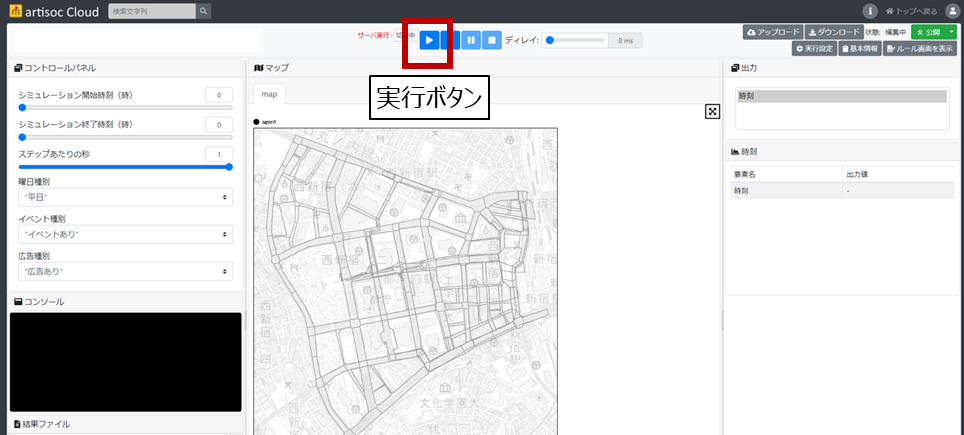 artisoc Cloud
検索文字列
トップへ戻る
サーバ実行:
切
中
ディレイ:
0 ms
アップロード
ダウンロード
状態:
編集中
公開
実行設定
基本情報
ルール画面を表示
実行ボタン
コントロールパネル
シミュレーション開始時刻（時）
0
シミュレーション終了時刻（時）
0
ステップあたりの秒
1
曜日種別
"平日"
イベント種別
"イベントあり"
広告種別
"広告あり"
コンソール
結果ファイル
マップ
map
agent
丸ノ内線
西新宿
文化学園大
出力
時刻
時刻
要素名
出力値
時刻
-